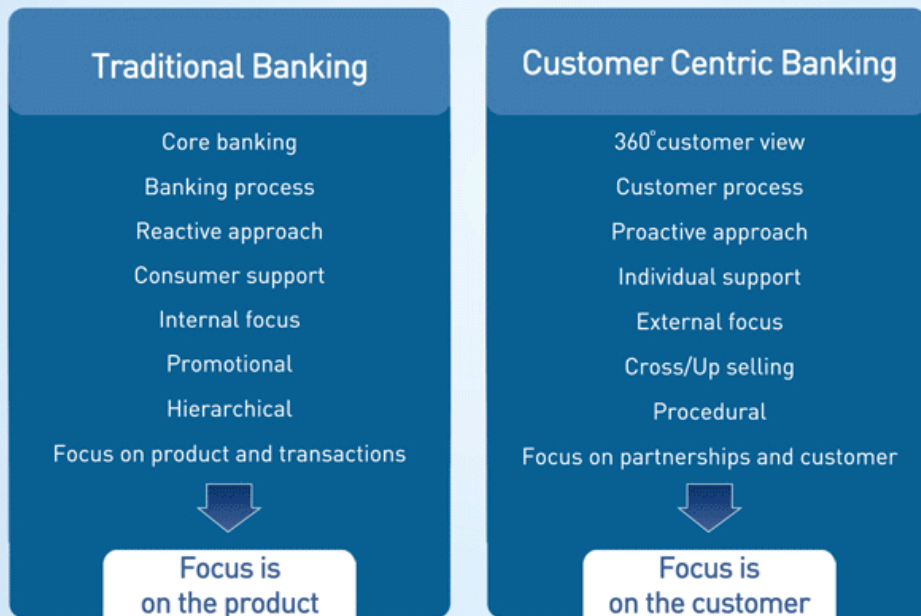 Traditional Banking
Core banking
Banking process
Reactive approach
Consumer support
Internal focus
Promotional
Hierarchical
Focus on product and transactions
Focus is
on the product
Customer Centric Banking
360°customer view
Customer process
Proactive approach
Individual support
External focus
Cross/Up selling
Procedural
Focus on partnerships and customer
Focus is
on the customer